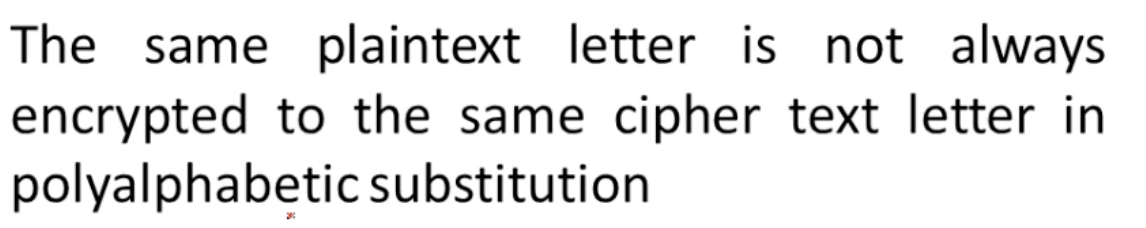 The same plaintext letter is not always
encrypted to the same cipher text letter in
polyalphabetic substitution